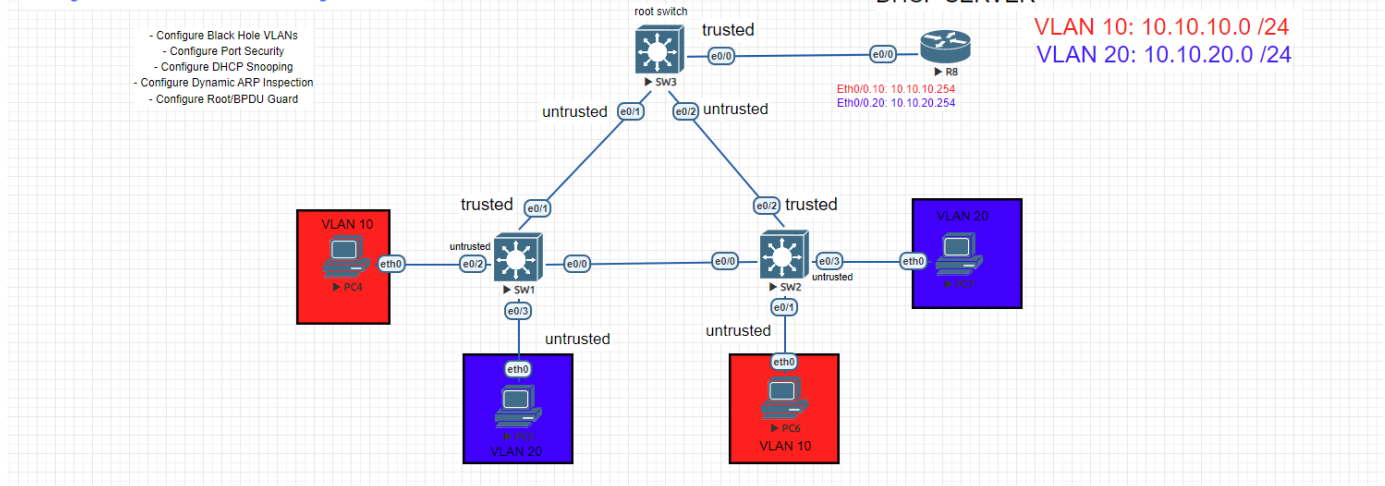 DHCP SERVER
root switch
- Configure Black Hole VLANs
- Configure Port Security
- Configure DHCP Snooping
- Configure Dynamic ARP Inspection
- Configure Root/BPDU Guard
trusted
VLAN 10: 10.10.10.0 /24
VLAN 20: 10.10.20.0 /24
e0/0
e0/0
SW3
R8
Eth0/0.10: 10.10.10.254
Eth0/0.20: 10.10.20.254
untrusted
e0/1
e0/2
untrusted
trusted
e0/1
e0/2
trusted
VLAN 10
VLAN 20
untrusted
eth0
e0/2
e0/0
e0/0
e0/3
eth0
untrusted
PC4
SW1
SW2
e0/3
e0/1
untrusted
untrusted
eth0
eth0
PC6
VLAN 20
VLAN 10